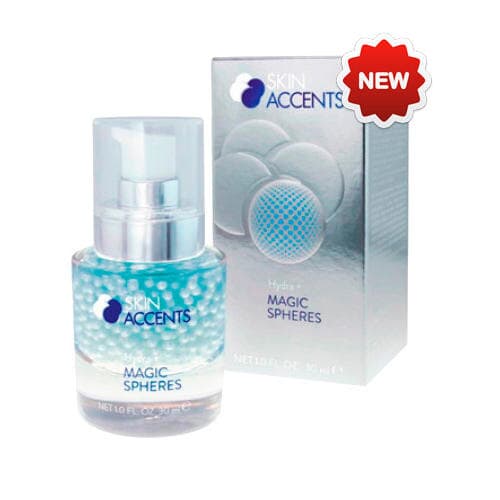 NEW
SKIN
ACCENTS
Hydra +
MAGIC
SPHERES
NET 1.0 FL. OZ. 30 ml ℮
SKIN
ACCENTS
Hydra +
MAGIC
SPHERES
NET 1.0 FL. OZ. 30 ml ℮